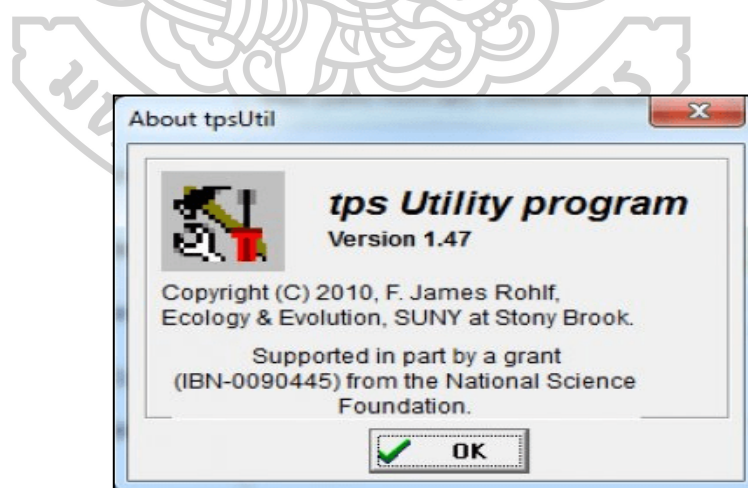 About tpsUtil
tps Utility program
Version 1.47
Copyright (C) 2010, F. James Rohlf,
Ecology & Evolution, SUNY at Stony Brook.
Supported in part by a grant
(IBN-0090445) from the National Science
Foundation.
OK